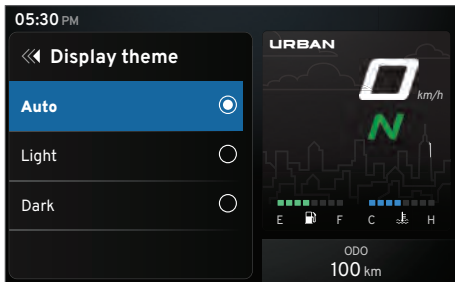 05:30 PM
Display theme
Auto
Light
Dark
URBAN
0 km/h
N
E F C H
ODO
100 km